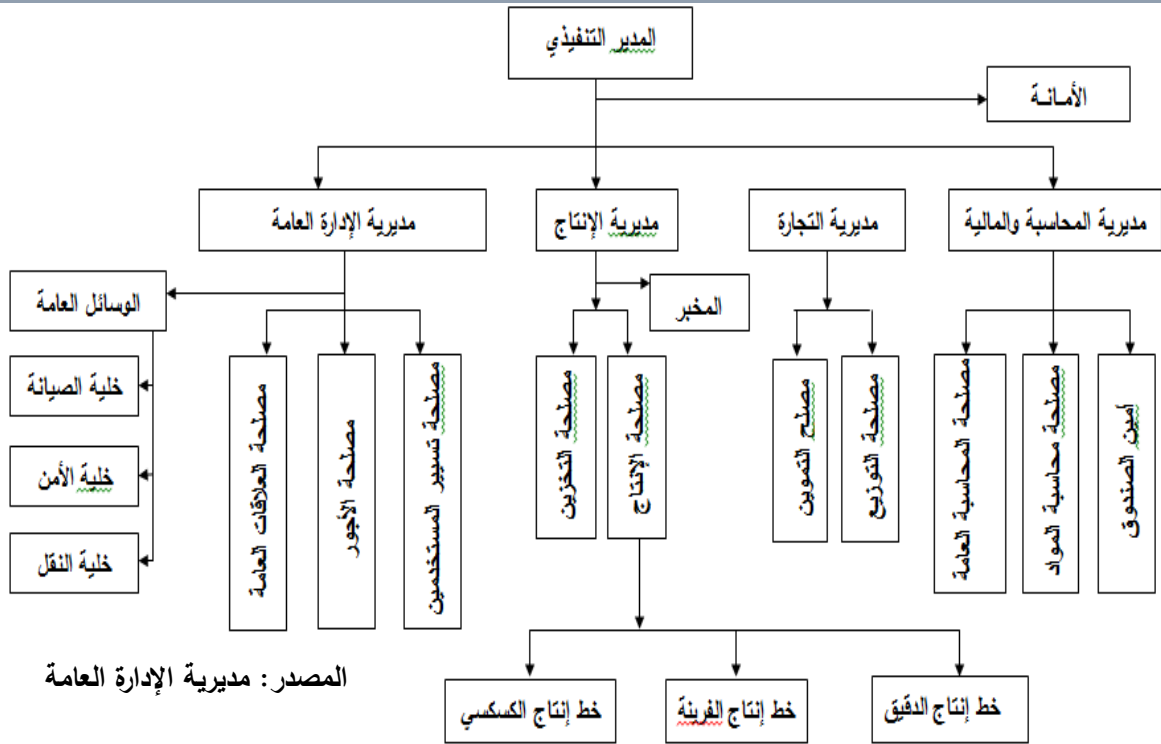 المدير التنفيذي
الأمانة
مديرية المحاسبة والمالية
مديرية التجارة
مديرية الإنتاج
مديرية الإدارة العامة
المخبر
الوسائل العامة
أمين الصندوق
مصلحة محاسبة المواد
مصلحة المحاسبة العامة
مصلحة التوزيع
مصلح التموين
مصلحة الإنتاج
مصلحة التخزين
مصلحة تسيير المستخدمين
مصلحة الأجور
مصلحة العلاقات العامة
خلية الصيانة
خلية الأمن
خلية النقل
خط إنتاج الدقيق
خط إنتاج الفرينة
خط إنتاج الكسكسي
المصدر: مديرية الإدارة العامة